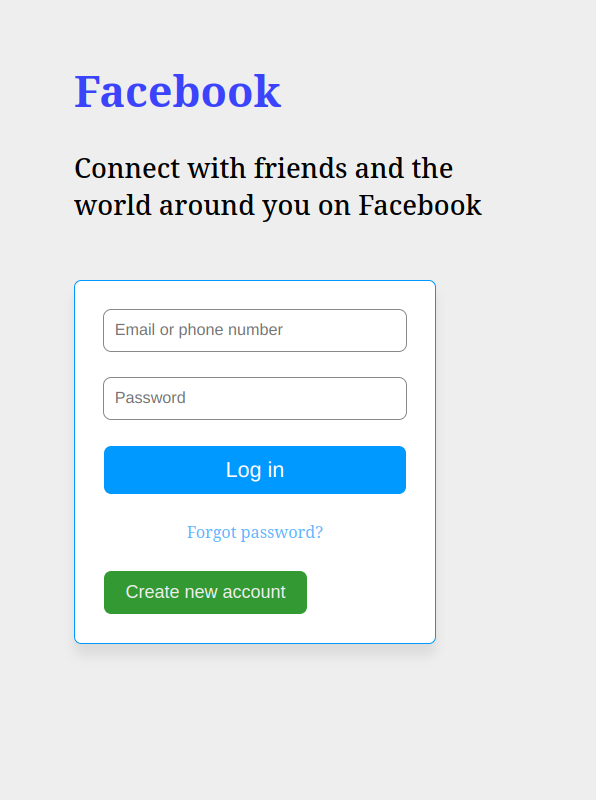 Facebook
Connect with friends and the
world around you on Facebook
Email or phone number
Password
Log in
Forgot password?
Create new account